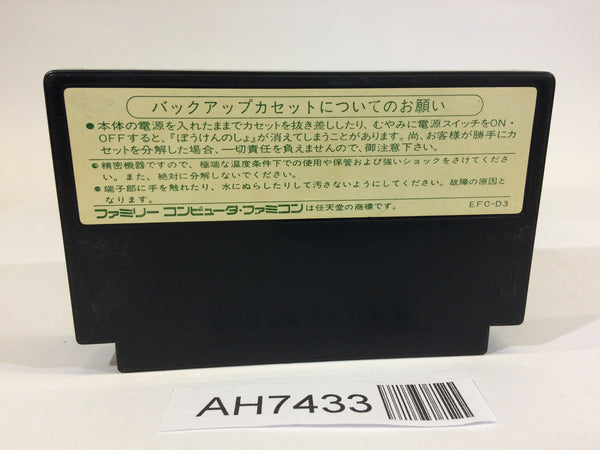 バックアップカセットについてのお願い
●本体の電源を入れたままでカセットを抜き差ししたり、むやみに電源スイッチをON・
OFFすると、『ぼうけんのしょ』が消えてしまうことがあります。尚、お客様が勝手にカ
セットを分解した場合、一切責任を負えませんので、御注意下さい。
●精密機器ですので、極端な温度条件下での使用や保管および強いショックをさけてくださ
い。また、絶対に分解しないでください。
●端子部に手を触れたり、水にぬらしたりして汚さないようにしてください。故障の原因と
なります。
ファミリーコンピュータ・ファミコンは任天堂の商標です。 EFC-D3
AH7433